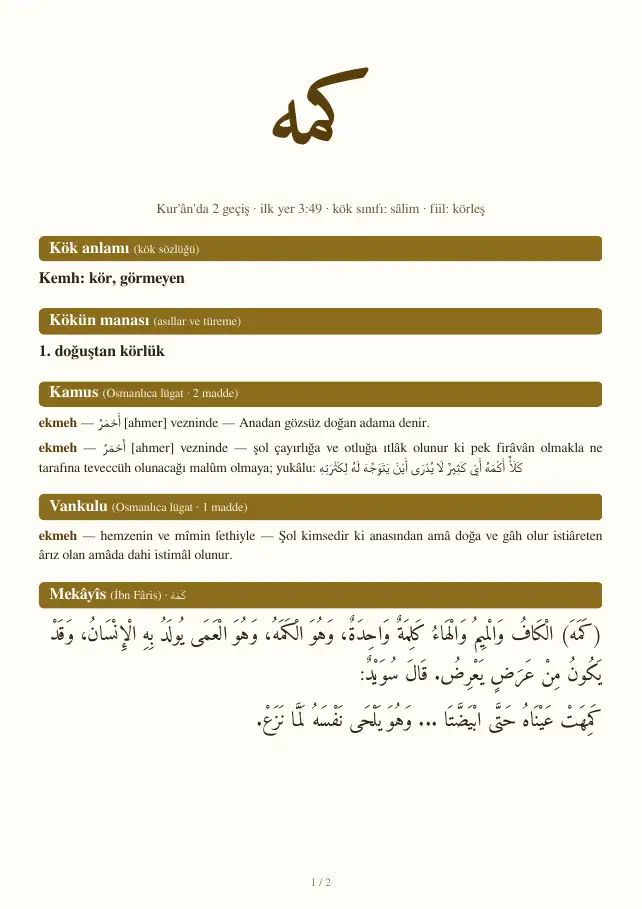 كمه
Kur'ân'da 2 geçiş · ilk yer 3:49 · kök sınıfı: sâlim · fiil: körleş
Kök anlamı (kök sözlüğü)
Kemh: kör, görmeyen
Kökün manası (asıllar ve türeme)
1. doğuştan körlük
Kamus (Osmanlıca lügat · 2 madde)
ekmeh — أَحْمَرُ [ahmer] vezninde — Anadan gözsüz doğan adama denir.
ekmeh — أَحْمَرُ [ahmer] vezninde — şol çayırlığa ve otluğa ıtlâk olunur ki pek firâvân olmakla ne
tarafına teveccüh olunacağı malûm olmaya; yukâlu: كَلَأٌ أَكْمَهُ أَيْ كَثِيرٌ لَا يُدْرَى أَيْنَ يَتَوَجَّهُ لَهُ لِكَثْرَتِهِ
Vankulu (Osmanlıca lügat · 1 madde)
ekmeh — hemzenin ve mîmin fethiyle — Şol kimsedir ki anasından amâ doğa ve gâh olur istiâreten
ârız olan amâda dahi istimâl olunur.
Mekâyîs (İbn Fâris) · كَمَهَ
(كَمَهَ) الْكَافُ وَالْمِيمُ وَالْهَاءُ كَلِمَةٌ وَاحِدَةٌ، وَهُوَ الْكَمَهُ، وَهُوَ الْعَمَى يُولَدُ بِهِ الْإِنْسَانُ، وَقَدْ
يَكُونُ مِنْ عَرَضٍ يَعْرِضُ. قَالَ سُوَيْدٌ:
كَمِهَتْ عَيْنَاهُ حَتَّى ابْيَضَّتَا ... وَهُوَ يَلْحَى نَفْسَهُ لَمَّا نَزَعْ.
1 / 2